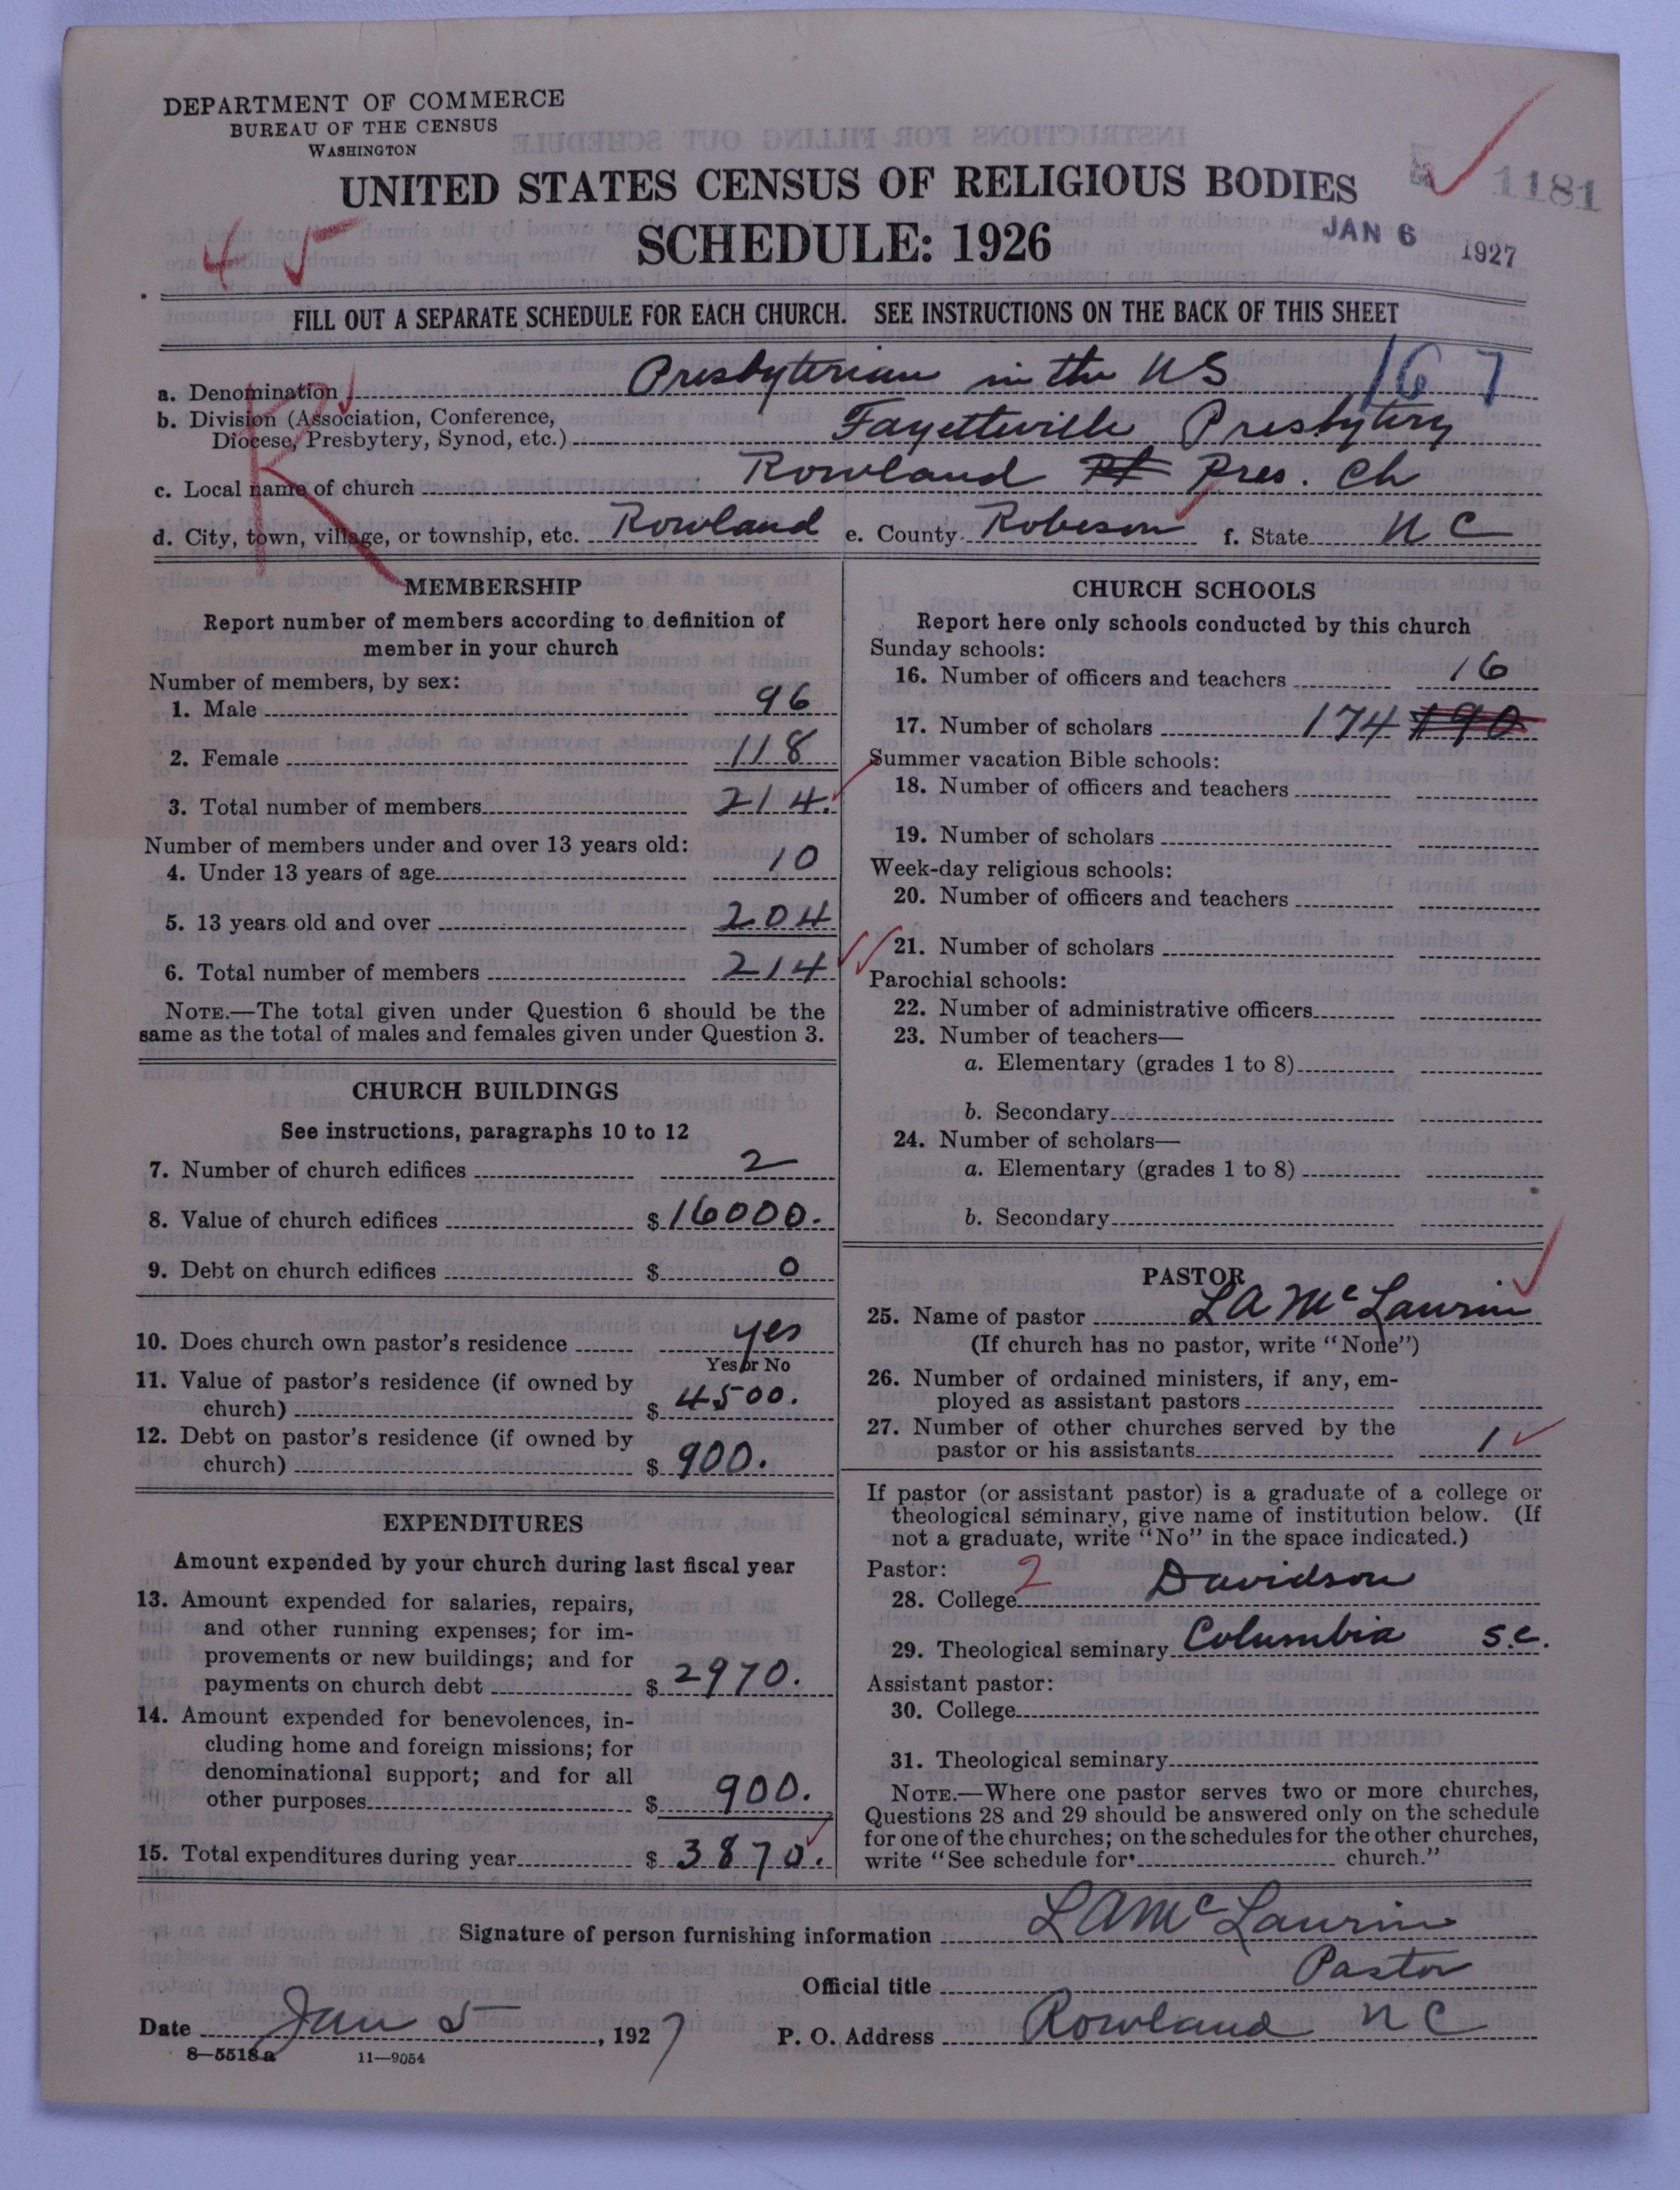 DEPARTMENT OF COMMERCE
BUREAU OF THE CENSUS
WASHINGTON
UNITED STATES CENSUS OF RELIGIOUS BODIES
1181
SCHEDULE: 1926
JAN 6 1927
4 5
FILL OUT A SEPARATE SCHEDULE FOR EACH CHURCH. SEE INSTRUCTIONS ON THE BACK OF THIS SHEET
a. Denomination Presbyterian in the US 167
b. Division (Association, Conference,
Diocese, Presbytery, Synod, etc.) Fayetteville Presbytery
c. Local name of church Rowland Pres. Ch
d. City, town, village, or township, etc. Rowland e. County Robeson f. State N C
R
MEMBERSHIP
Report number of members according to definition of
member in your church
Number of members, by sex:
1. Male 96
2. Female 118
3. Total number of members 214.
Number of members under and over 13 years old:
4. Under 13 years of age 10
5. 13 years old and over 204
6. Total number of members 214
NOTE.—The total given under Question 6 should be the
same as the total of males and females given under Question 3.
CHURCH BUILDINGS
See instructions, paragraphs 10 to 12
7. Number of church edifices 2
8. Value of church edifices $ 16000.
9. Debt on church edifices $ 0
10. Does church own pastor's residence yes
Yes or No
11. Value of pastor's residence (if owned by
church) $ 4500.
12. Debt on pastor's residence (if owned by
church) $ 900.
EXPENDITURES
Amount expended by your church during last fiscal year
13. Amount expended for salaries, repairs,
and other running expenses; for im-
provements or new buildings; and for
payments on church debt $ 2970.
14. Amount expended for benevolences, in-
cluding home and foreign missions; for
denominational support; and for all
other purposes $ 900.
15. Total expenditures during year $ 3870.
CHURCH SCHOOLS
Report here only schools conducted by this church
Sunday schools:
16. Number of officers and teachers 16
17. Number of scholars 174 190
Summer vacation Bible schools:
18. Number of officers and teachers
19. Number of scholars
Week-day religious schools:
20. Number of officers and teachers
21. Number of scholars
Parochial schools:
22. Number of administrative officers
23. Number of teachers—
a. Elementary (grades 1 to 8)
b. Secondary
24. Number of scholars—
a. Elementary (grades 1 to 8)
b. Secondary
PASTOR
25. Name of pastor L A McLaurin
(If church has no pastor, write "None")
26. Number of ordained ministers, if any, em-
ployed as assistant pastors
27. Number of other churches served by the
pastor or his assistants 1
If pastor (or assistant pastor) is a graduate of a college or
theological seminary, give name of institution below. (If
not a graduate, write "No" in the space indicated.)
Pastor: 2
28. College Davidson
29. Theological seminary Columbia S.C.
Assistant pastor:
30. College
31. Theological seminary
NOTE.—Where one pastor serves two or more churches,
Questions 28 and 29 should be answered only on the schedule
for one of the churches; on the schedules for the other churches,
write "See schedule for church."
Signature of person furnishing information L A McLaurin
Official title Pastor
Date Jan 5, 1927 P. O. Address Rowland N C
8—5518a 11—9054